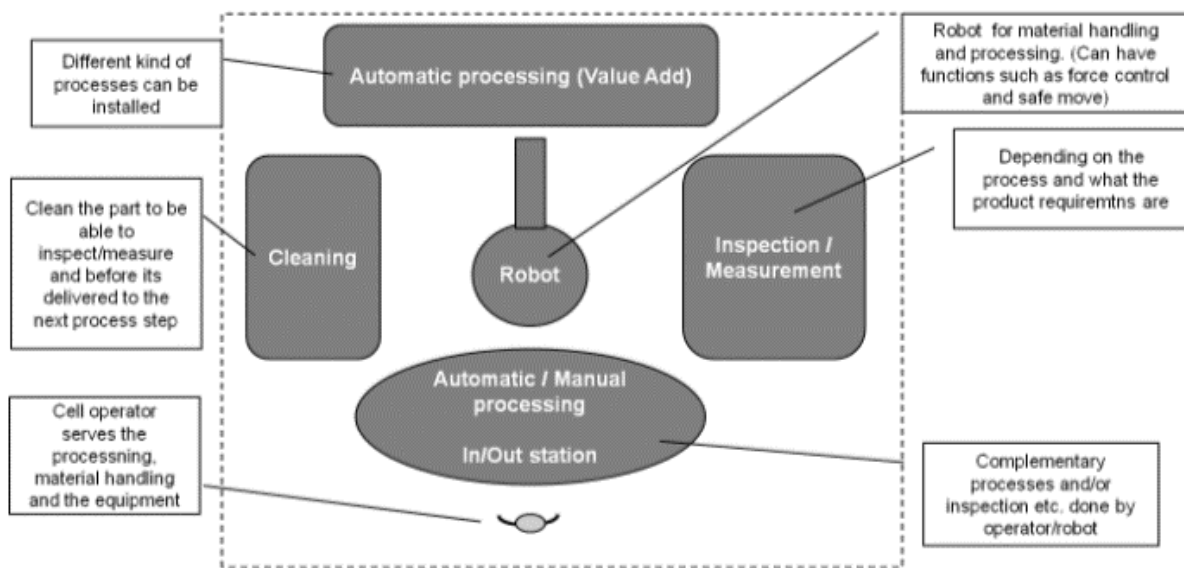 Different kind of
processes can be
installed
Automatic processing (Value Add)
Robot for material handling
and processing. (Can have
functions such as force control
and safe move)
Clean the part to be
able to
inspect/measure
and before its
delivered to the
next process step
Cleaning
Robot
Inspection /
Measurement
Depending on the
process and what the
product requiremtns are
Automatic / Manual
processing
In/Out station
Cell operator
serves the
processning,
material handling
and the equipment
Complementary
processes and/or
inspection etc. done by
operator/robot